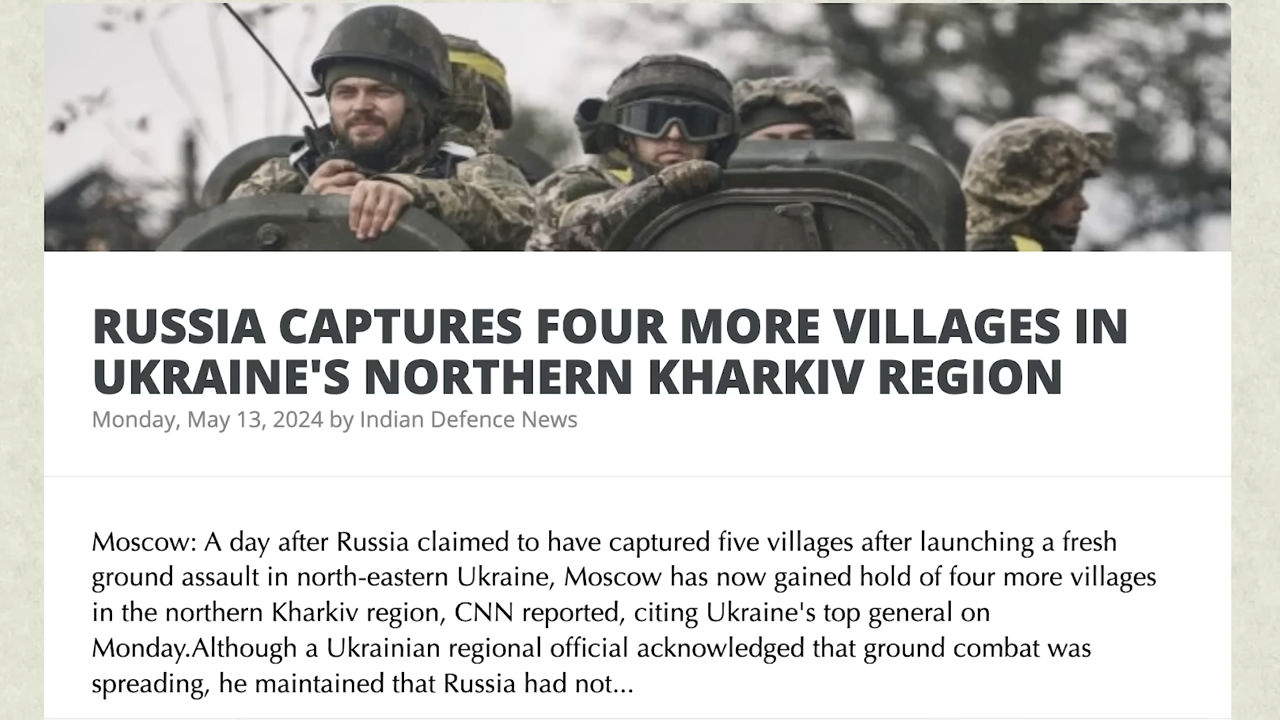 RUSSIA CAPTURES FOUR MORE VILLAGES IN
UKRAINE'S NORTHERN KHARKIV REGION
Monday, May 13, 2024 by Indian Defence News
Moscow: A day after Russia claimed to have captured five villages after launching a fresh
ground assault in north-eastern Ukraine, Moscow has now gained hold of four more villages
in the northern Kharkiv region, CNN reported, citing Ukraine's top general on
Monday.Although a Ukrainian regional official acknowledged that ground combat was
spreading, he maintained that Russia had not...